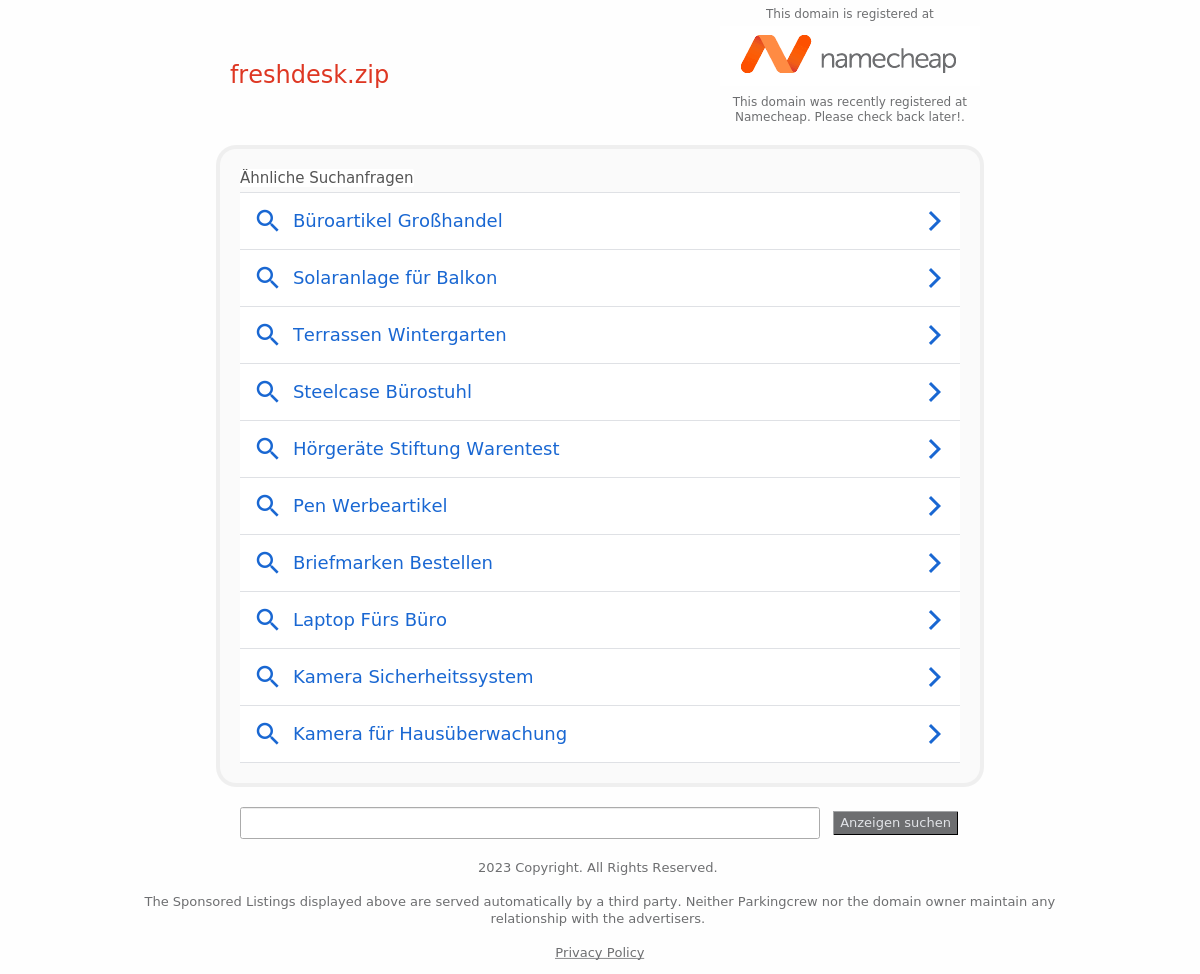 This domain is registered at
namecheap
freshdesk.zip
This domain was recently registered at
Namecheap. Please check back later!.
Ähnliche Suchanfragen
Büroartikel Großhandel
Solaranlage für Balkon
Terrassen Wintergarten
Steelcase Bürostuhl
Hörgeräte Stiftung Warentest
Pen Werbeartikel
Briefmarken Bestellen
Laptop Fürs Büro
Kamera Sicherheitssystem
Kamera für Hausüberwachung
Anzeigen suchen
2023 Copyright. All Rights Reserved.
The Sponsored Listings displayed above are served automatically by a third party. Neither Parkingcrew nor the domain owner maintain any
relationship with the advertisers.
Privacy Policy